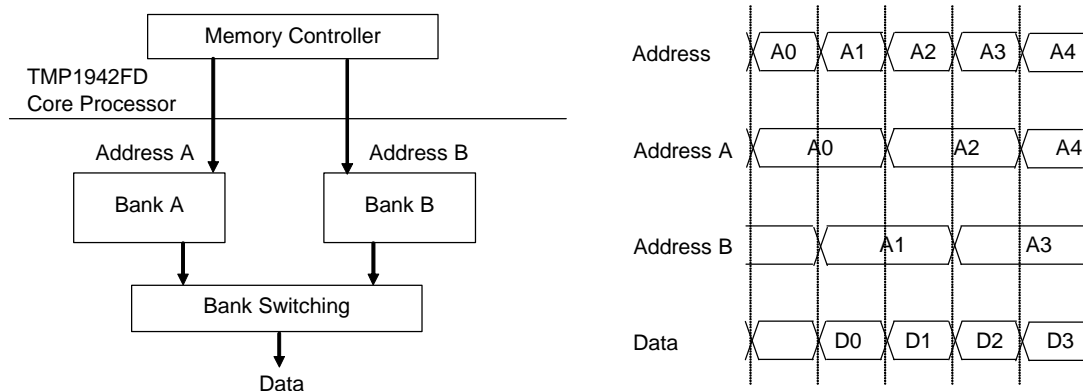 Memory Controller
TMP1942FD
Core Processor
Address A
Address B
Bank A
Bank B
Bank Switching
Data
Address
A0
A1
A2
A3
A4
Address A
A0
A2
A4
Address B
A1
A3
Data
D0
D1
D2
D3